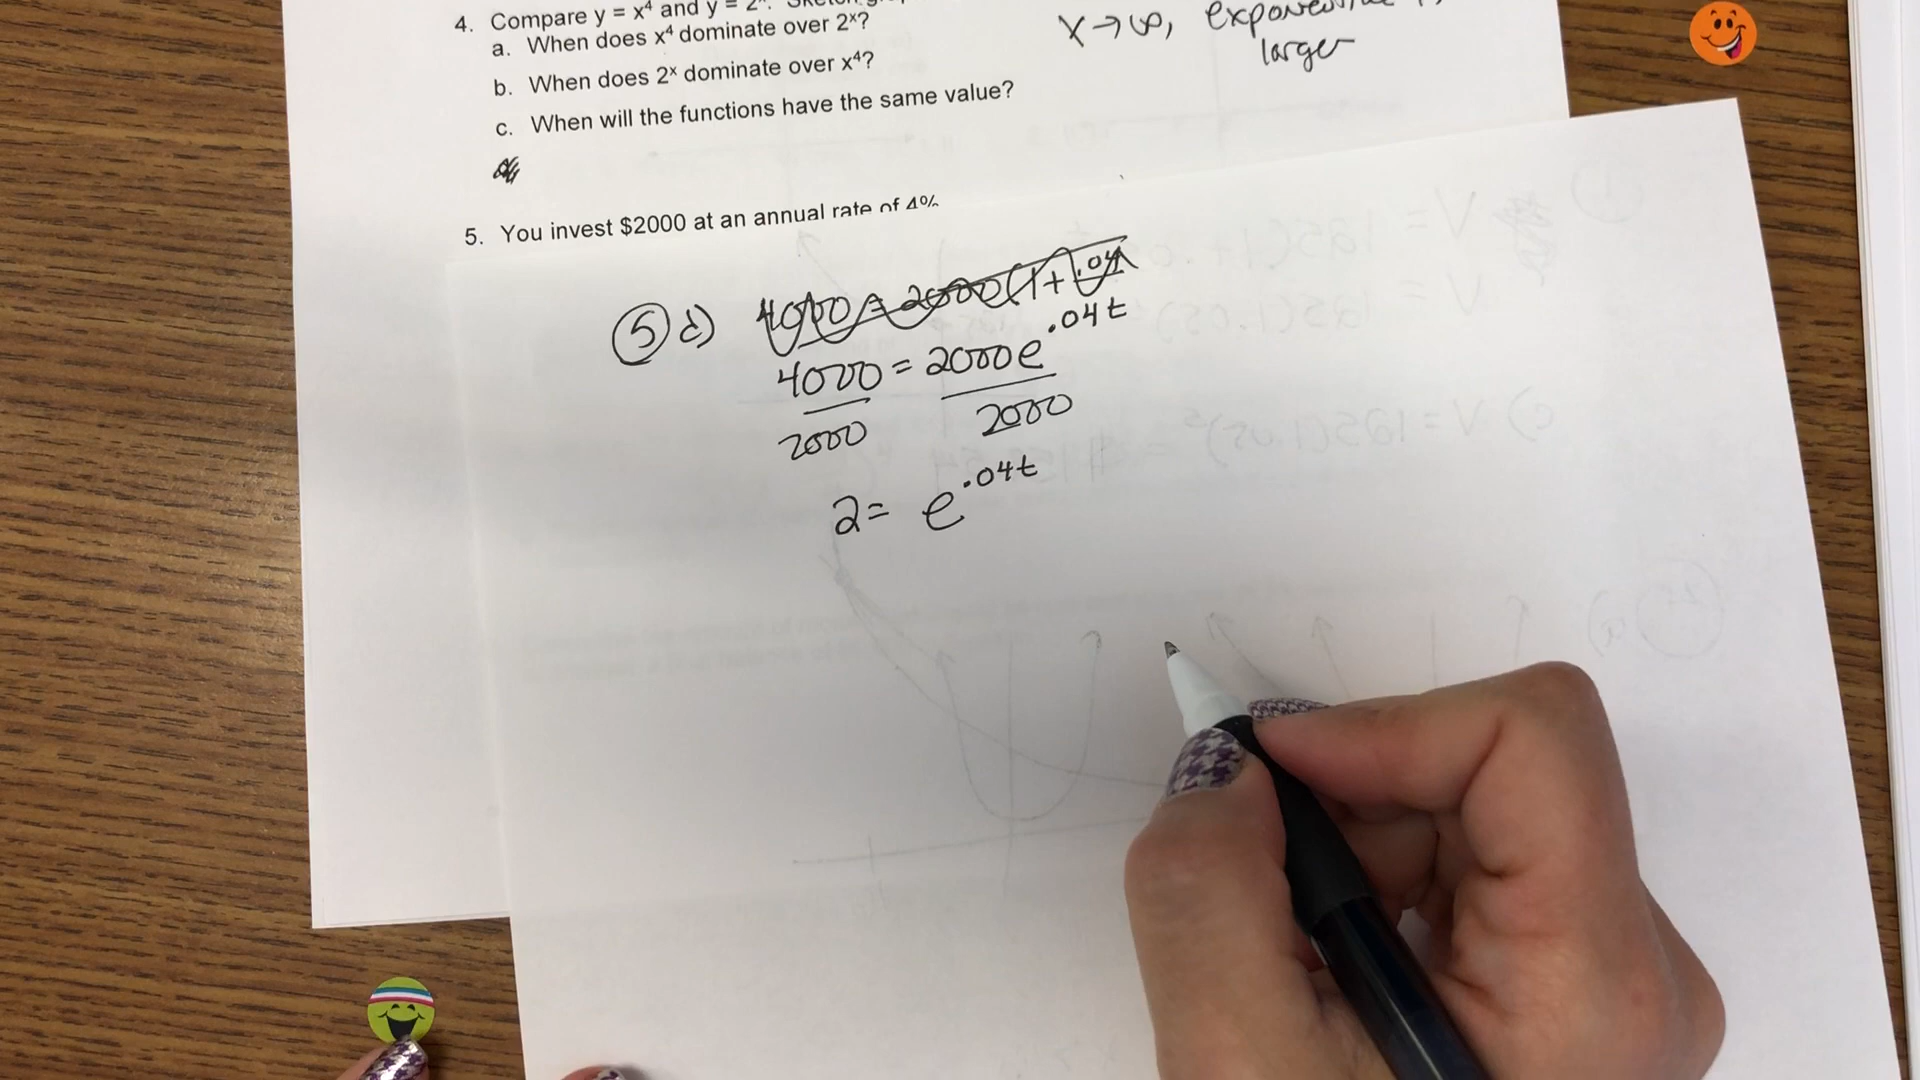 4. Compare y = x⁴ and y = 2
a. When does x⁴ dominate over 2ˣ?
b. When does 2ˣ dominate over x⁴?
c. When will the functions have the same value?
x→∞,
larger
5. You invest $2000 at an annual rate of 4%
5 d) 4000 = 2000(1+.04
4000 = 2000e^.04t
2000 2000
2 = e^.04t